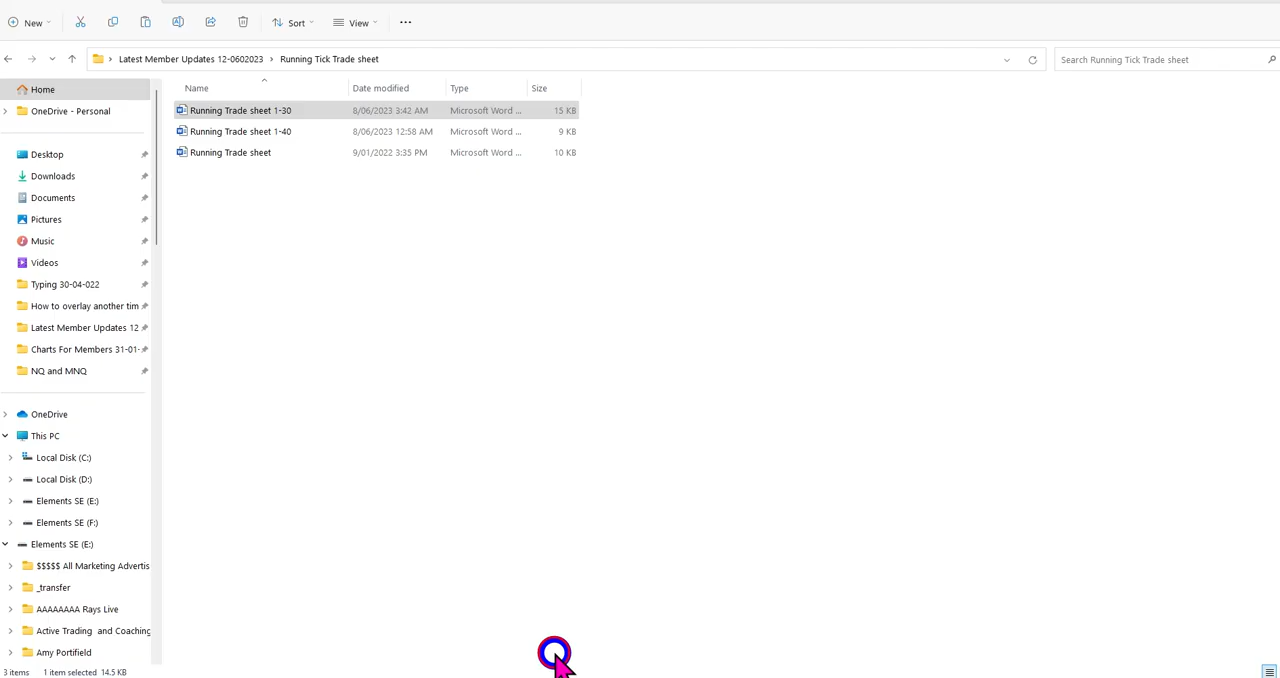 New
Sort
View
Latest Member Updates 12-0602023 > Running Tick Trade sheet
Search Running Tick Trade sheet
Home
OneDrive - Personal
Desktop
Downloads
Documents
Pictures
Music
Videos
Typing 30-04-022
How to overlay another tim
Latest Member Updates 12
Charts For Members 31-01-
NQ and MNQ
OneDrive
This PC
Local Disk (C:)
Local Disk (D:)
Elements SE (E:)
Elements SE (F:)
Elements SE (E:)
$$$$$ All Marketing Advertis
_transfer
AAAAAAAA Rays Live
Active Trading and Coaching
Amy Portifield
Name Date modified Type Size
Running Trade sheet 1-30 8/06/2023 3:42 AM Microsoft Word ... 15 KB
Running Trade sheet 1-40 8/06/2023 12:58 AM Microsoft Word ... 9 KB
Running Trade sheet 9/01/2022 3:35 PM Microsoft Word ... 10 KB
3 items 1 item selected 14.5 KB